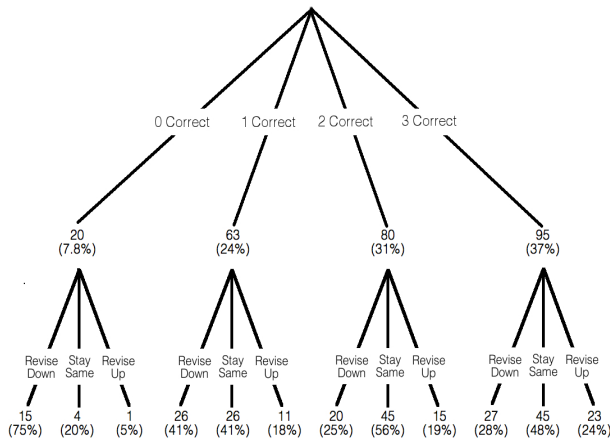 0 Correct 1 Correct 2 Correct 3 Correct
20 63 80 95
(7.8%) (24%) (31%) (37%)
Revise Stay Revise Revise Stay Revise Revise Stay Revise Revise Stay Revise
Down Same Up Down Same Up Down Same Up Down Same Up
15 4 1 26 26 11 20 45 15 27 45 23
(75%) (20%) (5%) (41%) (41%) (18%) (25%) (56%) (19%) (28%) (48%) (24%)